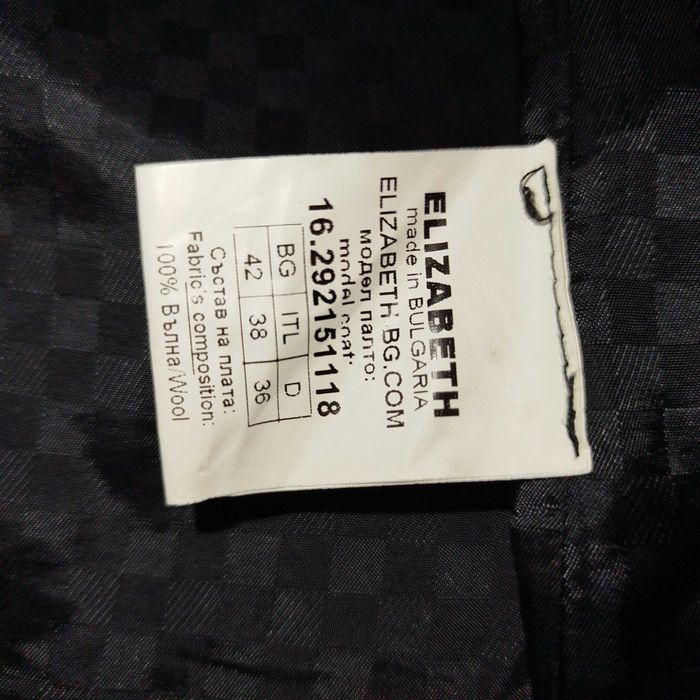 ELIZABETH
made in BULGARIA
ELIZABETH-BG.COM
модел палто:
model coat:
16.292151118
BG ITL D
42 38 36
Състав на плата:
Fabric's composition:
100% Вълна/Wool